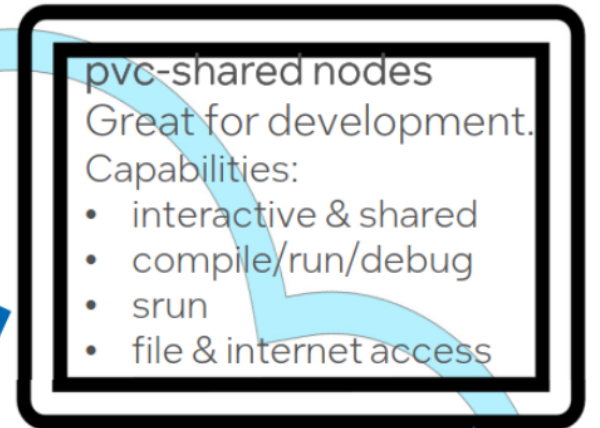 pvc-shared nodes
Great for development.
Capabilities:
• interactive & shared
• compile/run/debug
• srun
• file & internet access